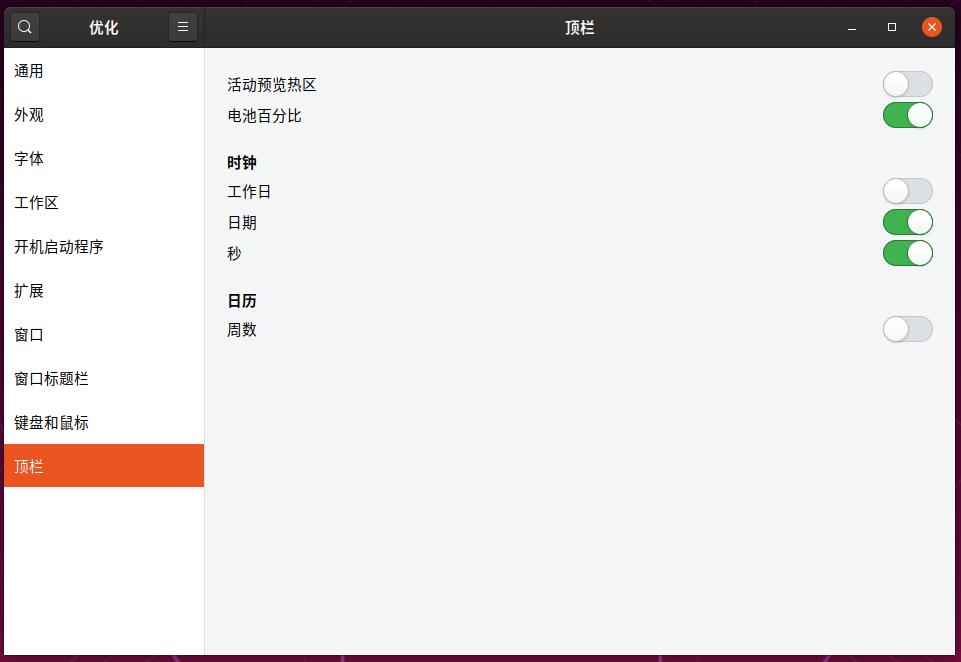 优化
顶栏
通用
外观
字体
工作区
开机启动程序
扩展
窗口
窗口标题栏
键盘和鼠标
顶栏
活动预览热区
电池百分比
时钟
工作日
日期
秒
日历
周数